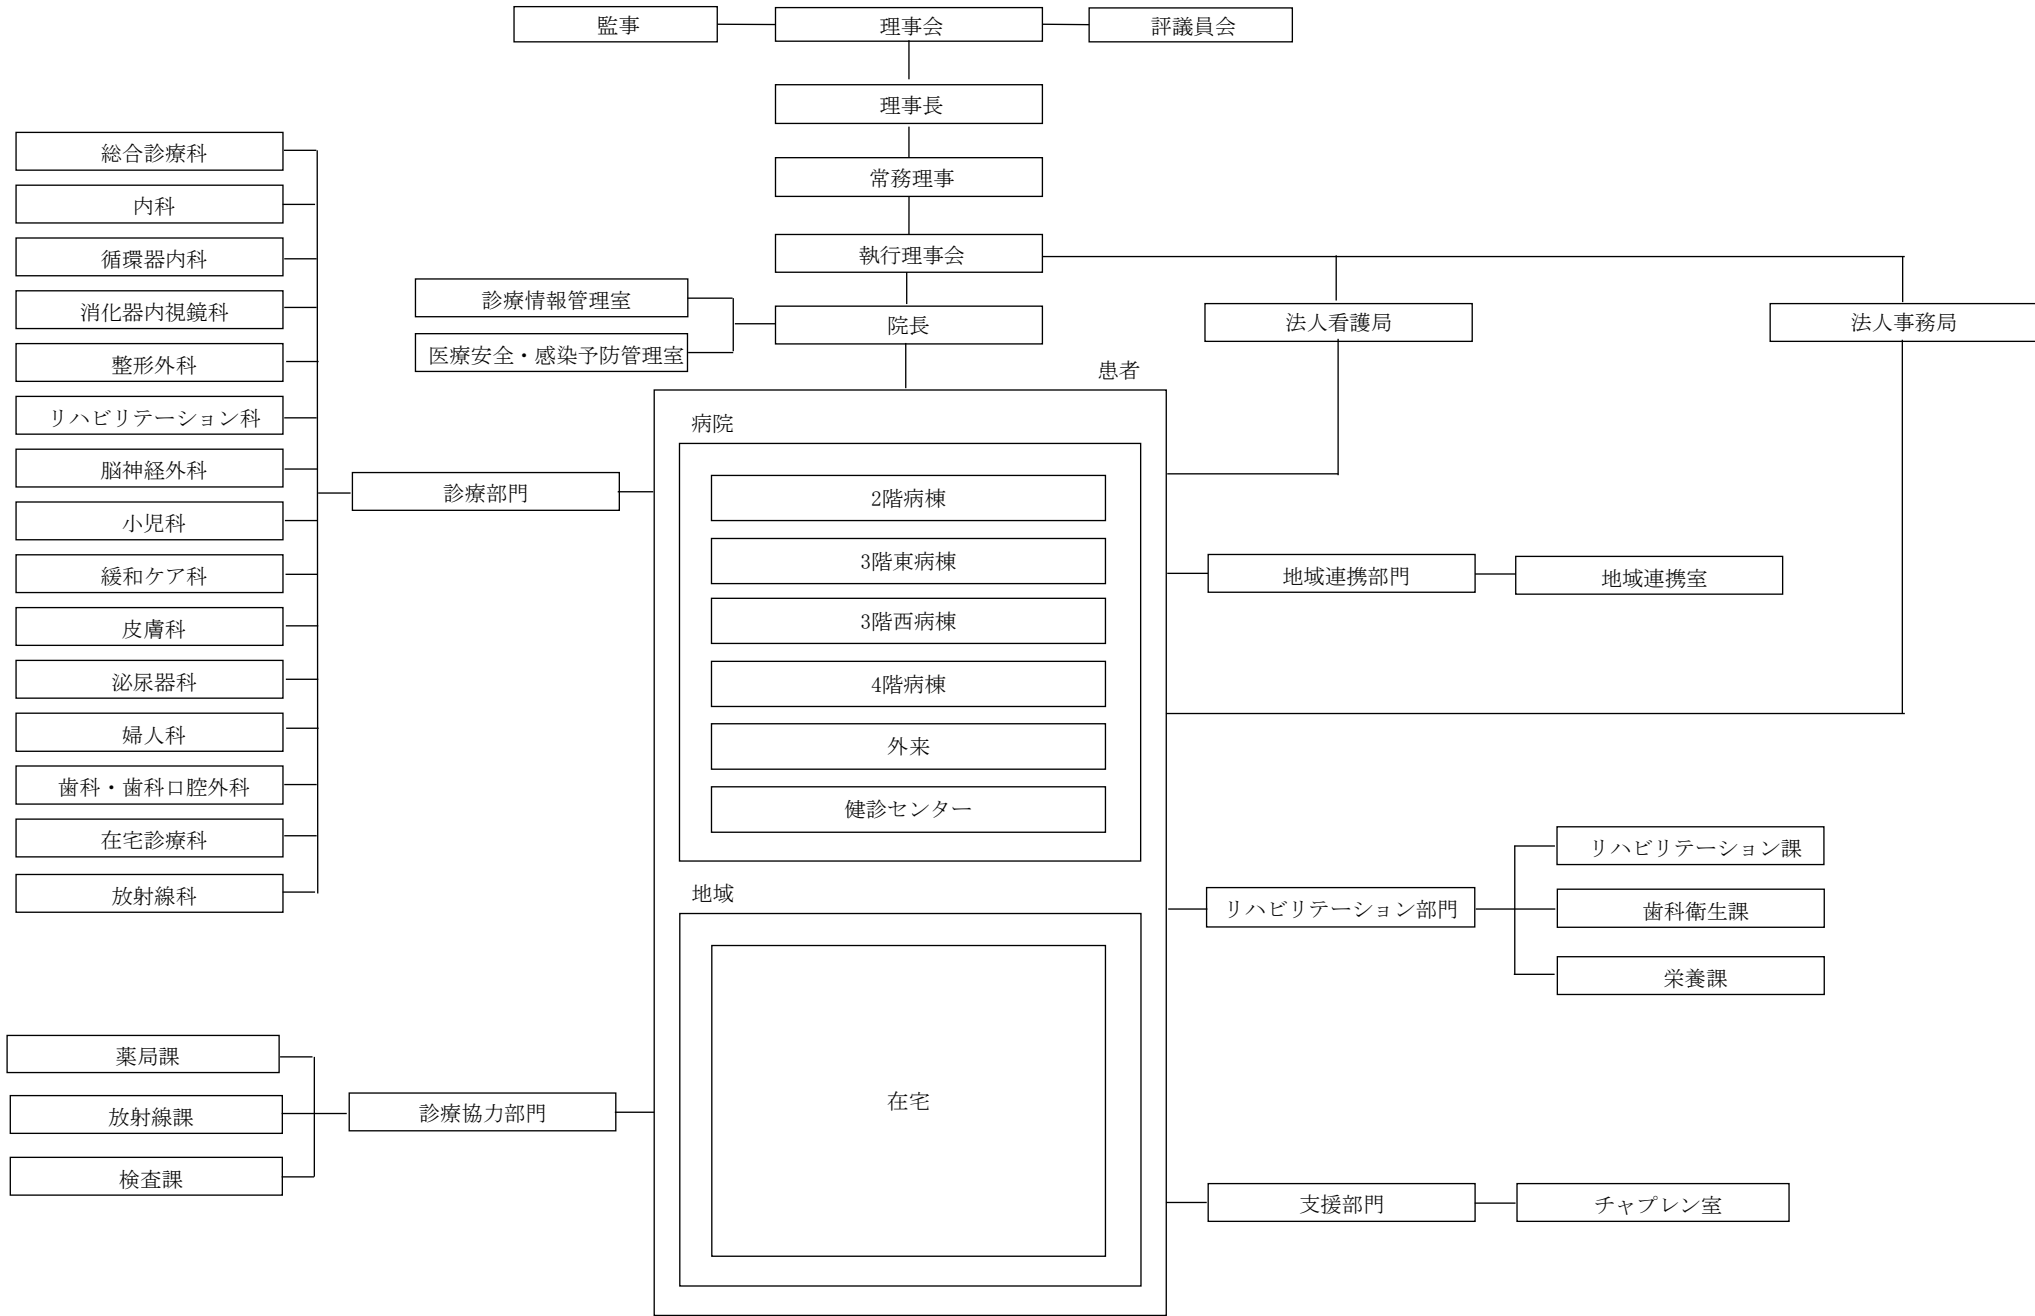 監事
理事会
評議員会
理事長
常務理事
執行理事会
診療情報管理室
医療安全・感染予防管理室
院長
法人看護局
法人事務局
総合診療科
内科
循環器内科
消化器内視鏡科
整形外科
リハビリテーション科
脳神経外科
小児科
緩和ケア科
皮膚科
泌尿器科
婦人科
歯科・歯科口腔外科
在宅診療科
放射線科
診療部門
薬局課
放射線課
検査課
診療協力部門
患者
病院
2階病棟
3階東病棟
3階西病棟
4階病棟
外来
健診センター
地域
在宅
地域連携部門
地域連携室
リハビリテーション部門
リハビリテーション課
歯科衛生課
栄養課
支援部門
チャプレン室